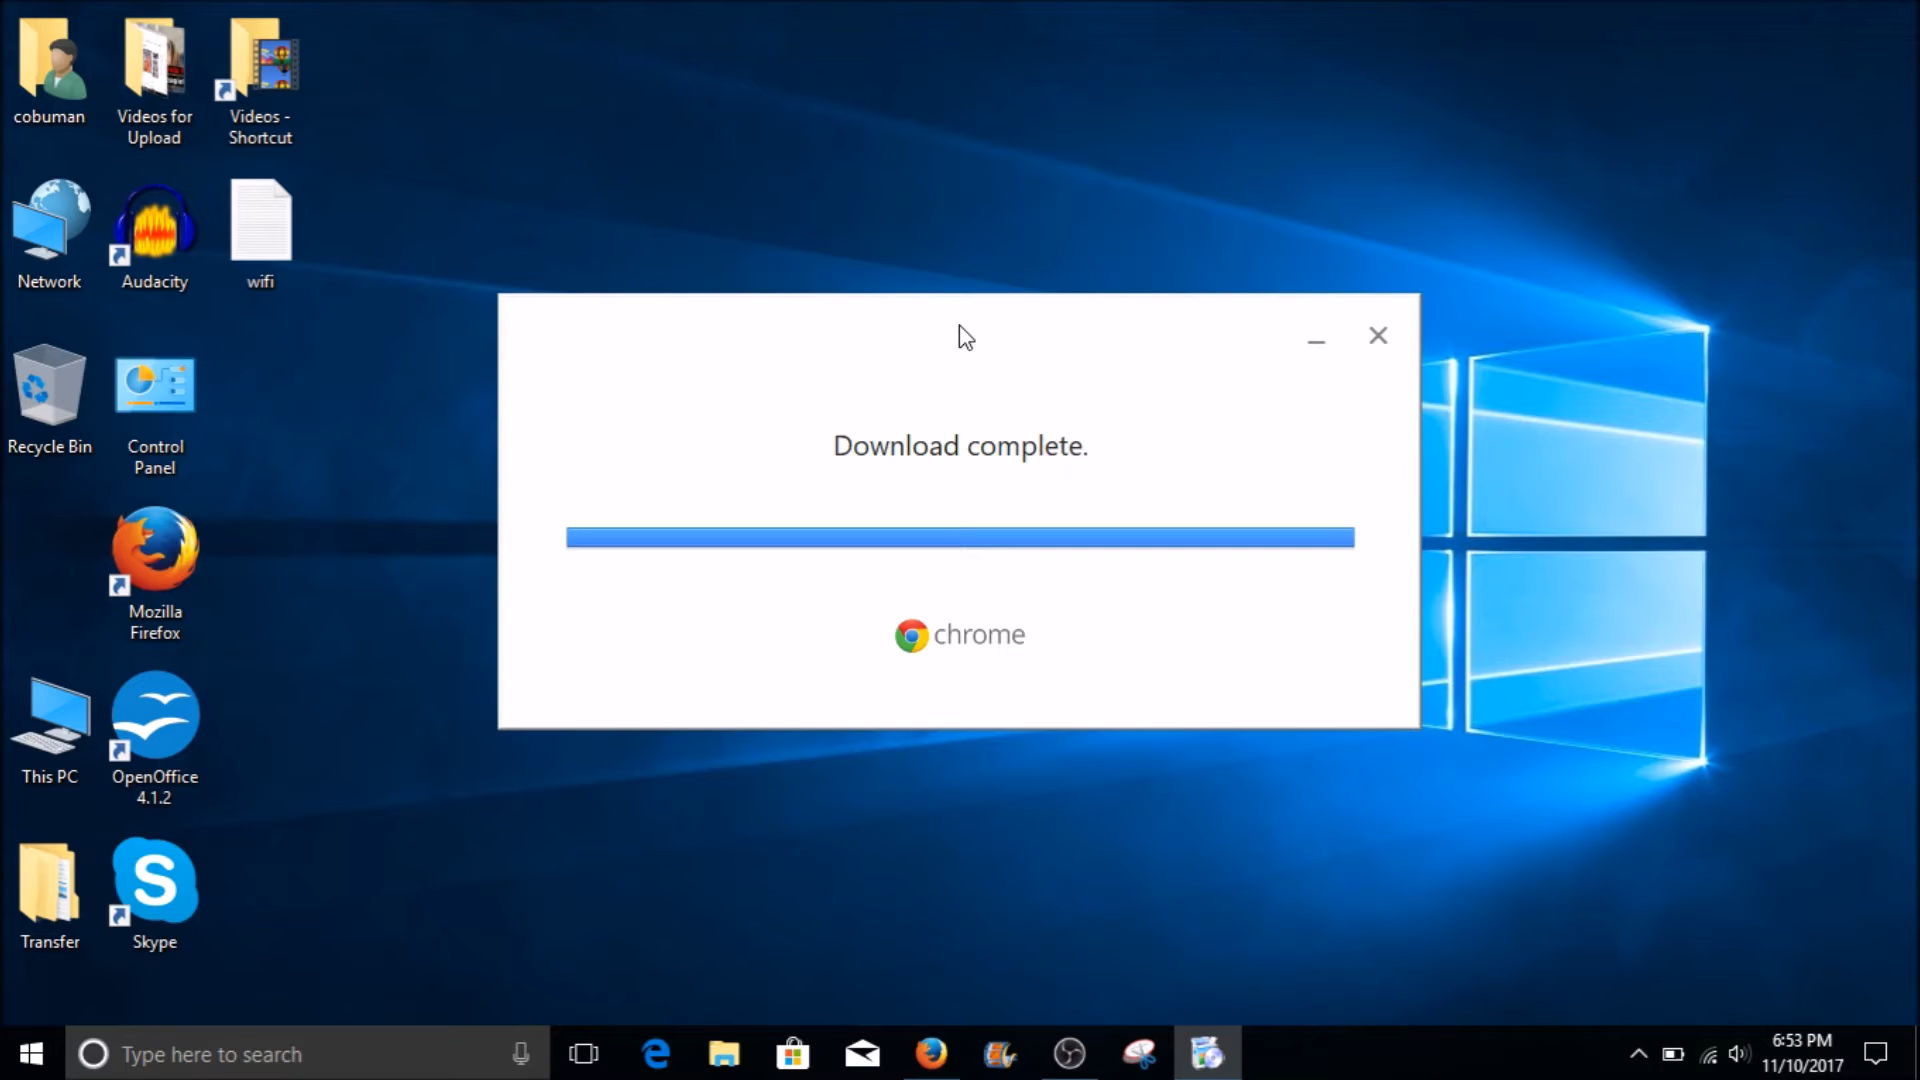 cobuman
Videos for
Upload
Videos -
Shortcut
Network
Audacity
wifi
Recycle Bin
Control
Panel
Mozilla
Firefox
This PC
OpenOffice
4.1.2
Transfer
Skype
Download complete.
chrome
Type here to search
6:53 PM
11/10/2017